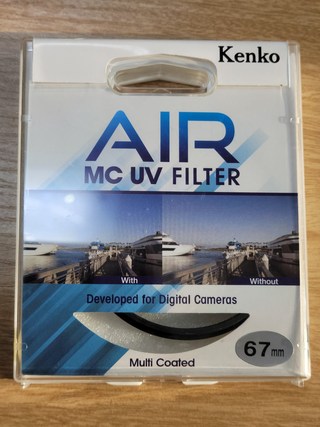 Kenko
AIR
MC UV FILTER
With
Without
Developed for Digital Cameras
67mm
Multi Coated